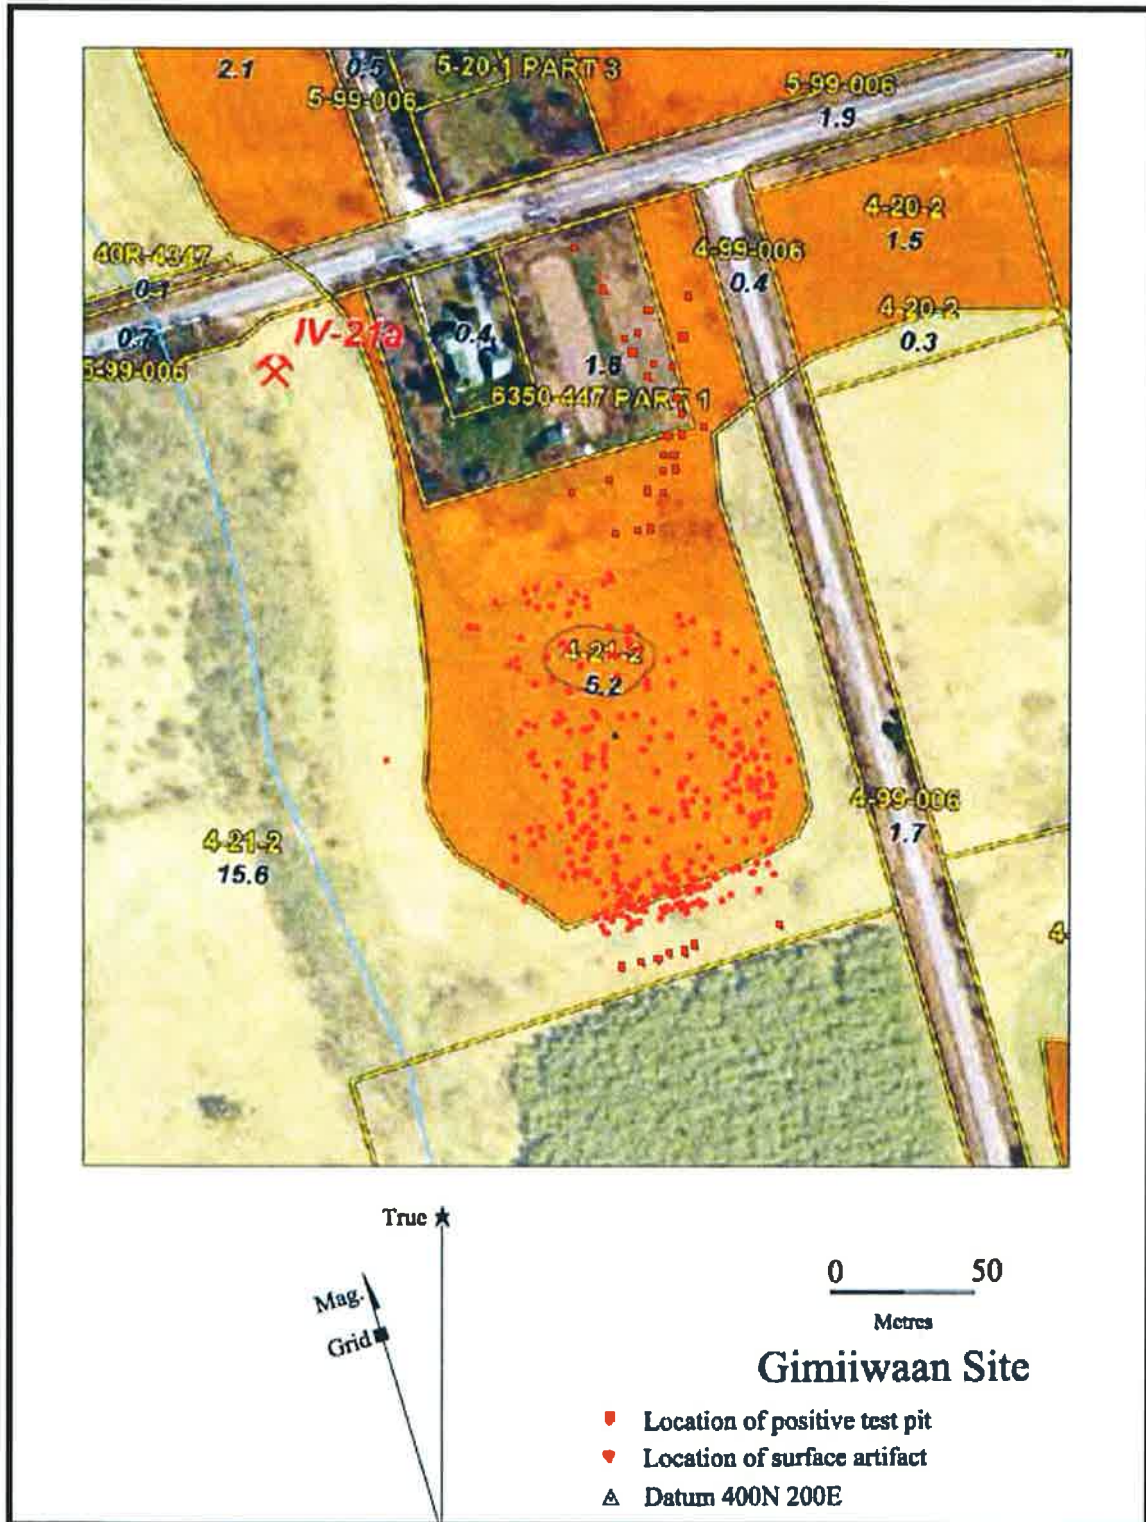 2.1
0.5
5-20-1 PART 3
5-99-006
5-99-006
1.9
4-20-2
1.5
40R-4347
0.1
4-99-006
0.4
4-20-2
0.3
0.7
IV-21a
0.4
5-99-006
1.6
6350-447 PART 1
4-21-2
5.2
4-99-006
1.7
4-21-2
15.6
4-
True
Mag.
Grid
0 50
Metres
Gimiiwaan Site
Location of positive test pit
Location of surface artifact
Datum 400N 200E